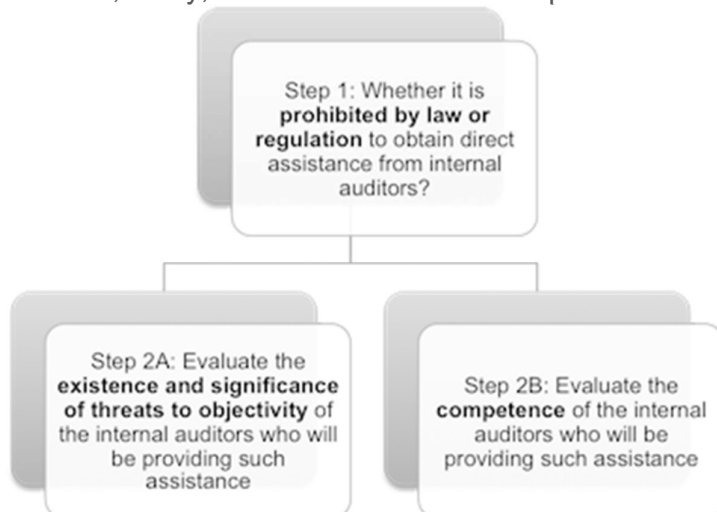 Step 1: Whether it is
prohibited by law or
regulation to obtain direct
assistance from internal
auditors?
Step 2A: Evaluate the
existence and significance
of threats to objectivity of
the internal auditors who will
be providing such
assistance
Step 2B: Evaluate the
competence of the internal
auditors who will be
providing such assistance